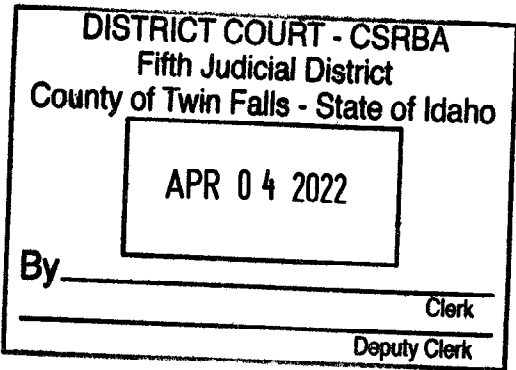 DISTRICT COURT - CSRBA
Fifth Judicial District
County of Twin Falls - State of Idaho
APR 04 2022
By
Clerk
Deputy Clerk